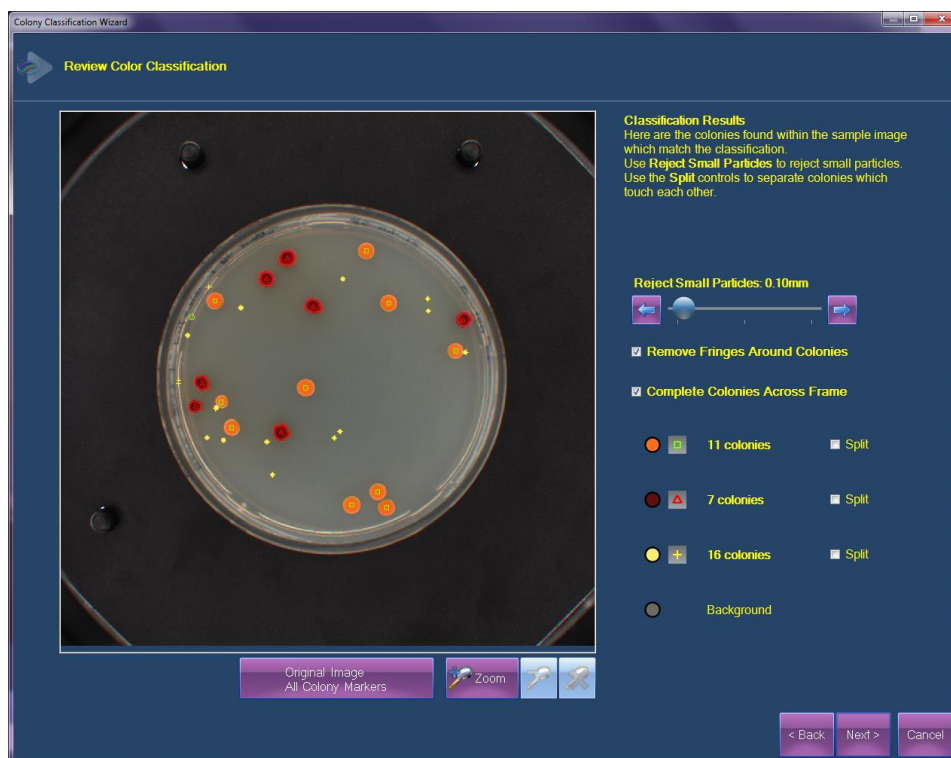 Colony Classification Wizard
Review Color Classification
Classification Results
Here are the colonies found within the sample image
which match the classification.
Use Reject Small Particles to reject small particles.
Use the Split controls to separate colonies which
touch each other.
Reject Small Particles: 0.10mm
Remove Fringes Around Colonies
Complete Colonies Across Frame
11 colonies Split
7 colonies Split
16 colonies Split
Background
Original Image
All Colony Markers
Zoom
< Back Next > Cancel